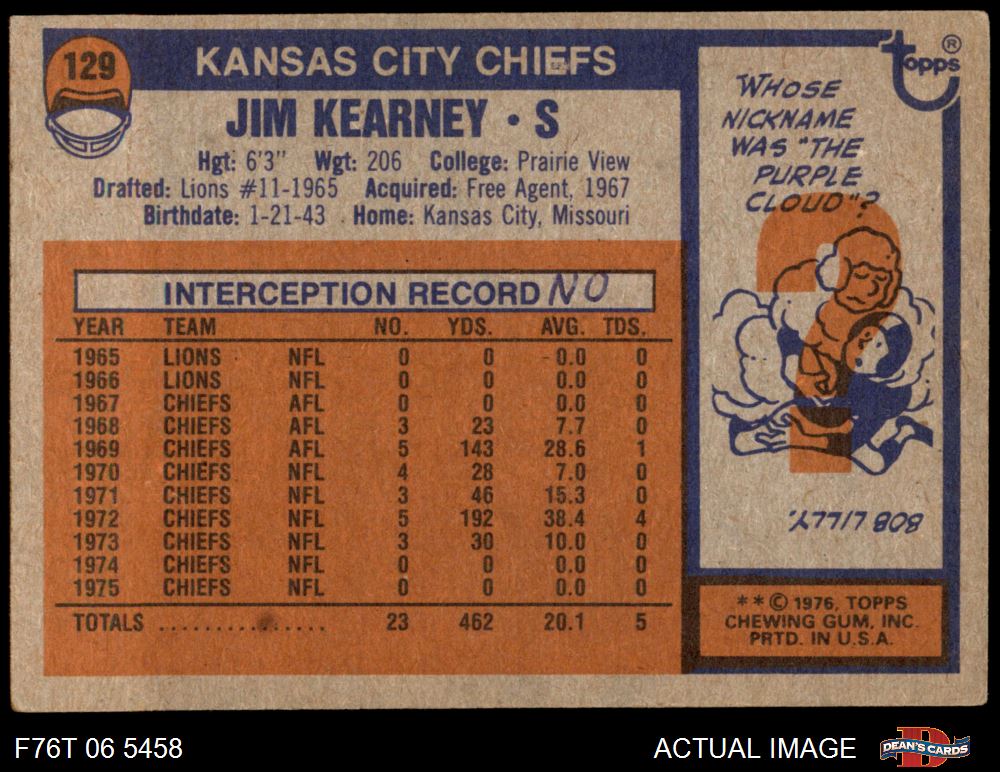 129
KANSAS CITY CHIEFS
JIM KEARNEY • S
Hgt: 6'3" Wgt: 206 College: Prairie View
Drafted: Lions #11-1965 Acquired: Free Agent, 1967
Birthdate: 1-21-43 Home: Kansas City, Missouri
INTERCEPTION RECORD NO
YEAR TEAM NO. YDS. AVG. TDS.
1965 LIONS NFL 0 0 0.0 0
1966 LIONS NFL 0 0 0.0 0
1967 CHIEFS AFL 0 0 0.0 0
1968 CHIEFS AFL 3 23 7.7 0
1969 CHIEFS AFL 5 143 28.6 1
1970 CHIEFS NFL 4 28 7.0 0
1971 CHIEFS NFL 3 46 15.3 0
1972 CHIEFS NFL 5 192 38.4 4
1973 CHIEFS NFL 3 30 10.0 0
1974 CHIEFS NFL 0 0 0.0 0
1975 CHIEFS NFL 0 0 0.0 0
TOTALS ............... 23 462 20.1 5
topps ®
WHOSE
NICKNAME
WAS "THE
PURPLE
CLOUD"?
?
BOB LILLY.
** © 1976, TOPPS
CHEWING GUM, INC.
PRTD. IN U.S.A.
F76T 06 5458
ACTUAL IMAGE
D
DEAN'S CARDS